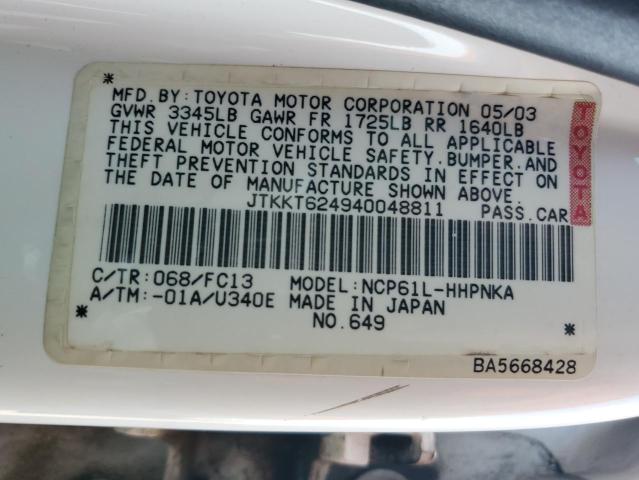 MFD.BY:TOYOTA MOTOR CORPORATION 05/03
GVWR 3345LB GAWR FR 1725LB RR 1640LB
THIS VEHICLE CONFORMS TO ALL APPLICABLE
FEDERAL MOTOR VEHICLE SAFETY.BUMPER.AND
THEFT PREVENTION STANDARDS IN EFFECT ON
THE DATE OF MANUFACTURE SHOWN ABOVE.
JTKKT624940048811 PASS.CAR
TOYOTA
C/TR:068/FC13 MODEL:NCP61L-HHPNKA
A/TM:-01A/U340E MADE IN JAPAN
NO.649
BA5668428